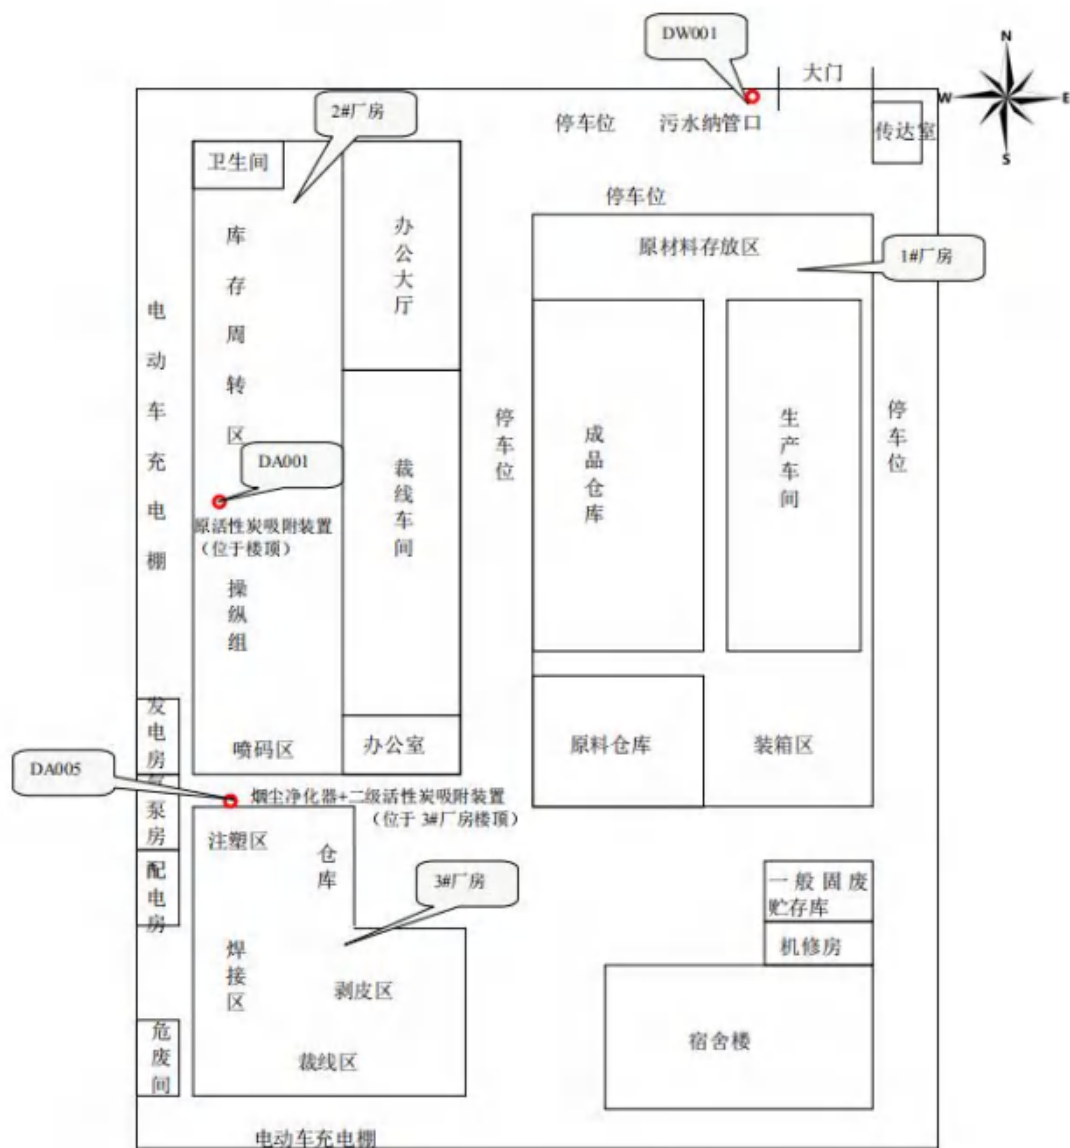 DW001
大门
N
W
E
S
2#厂房
停车位
污水纳管口
传达室
卫生间
停车位
办公大厅
库存周转区
原材料存放区
1#厂房
电动车充电棚
停车位
成品仓库
生产车间
停车位
DA001
裁线车间
原活性炭吸附装置
（位于楼顶）
操纵组
发电房
喷码区
办公室
原料仓库
装箱区
DA005
泵房
烟尘净化器+二级活性炭吸附装置
（位于 3#厂房楼顶）
注塑区
仓库
配电房
3#厂房
一般固废
贮存库
机修房
焊接区
剥皮区
危废间
裁线区
宿舍楼
电动车充电棚